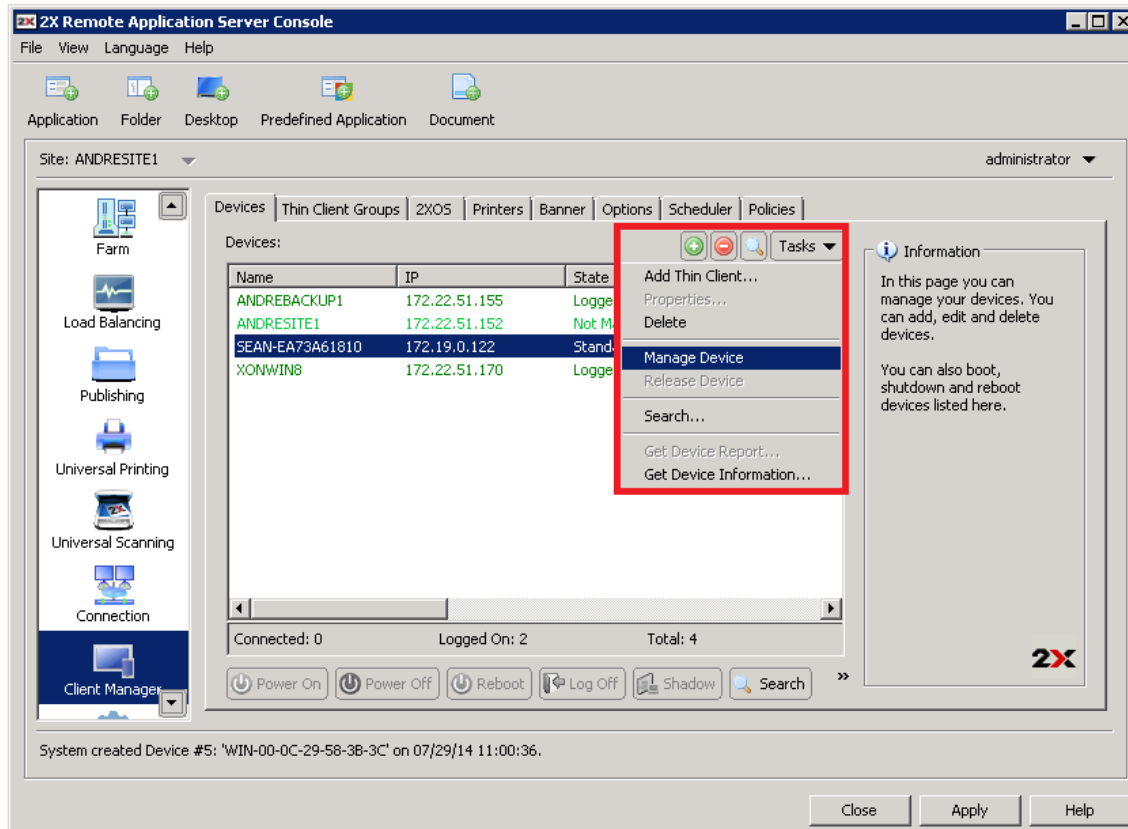 2X Remote Application Server Console
File View Language Help
Application Folder Desktop Predefined Application Document
Site: ANDRESITE1 administrator
Farm
Load Balancing
Publishing
Universal Printing
Universal Scanning
Connection
Client Manager
Devices Thin Client Groups 2XOS Printers Banner Options Scheduler Policies
Devices: Tasks
Name IP State
ANDREBACKUP1 172.22.51.155 Logge
ANDRESITE1 172.22.51.152 Not M
SEAN-EA73A61810 172.19.0.122 Stand
XONWIN8 172.22.51.170 Logge
Add Thin Client...
Properties...
Delete
Manage Device
Release Device
Search...
Get Device Report...
Get Device Information...
Connected: 0 Logged On: 2 Total: 4
Power On Power Off Reboot Log Off Shadow Search »
Information
In this page you can
manage your devices. You
can add, edit and delete
devices.
You can also boot,
shutdown and reboot
devices listed here.
2X
System created Device #5: 'WIN-00-0C-29-58-3B-3C' on 07/29/14 11:00:36.
Close Apply Help